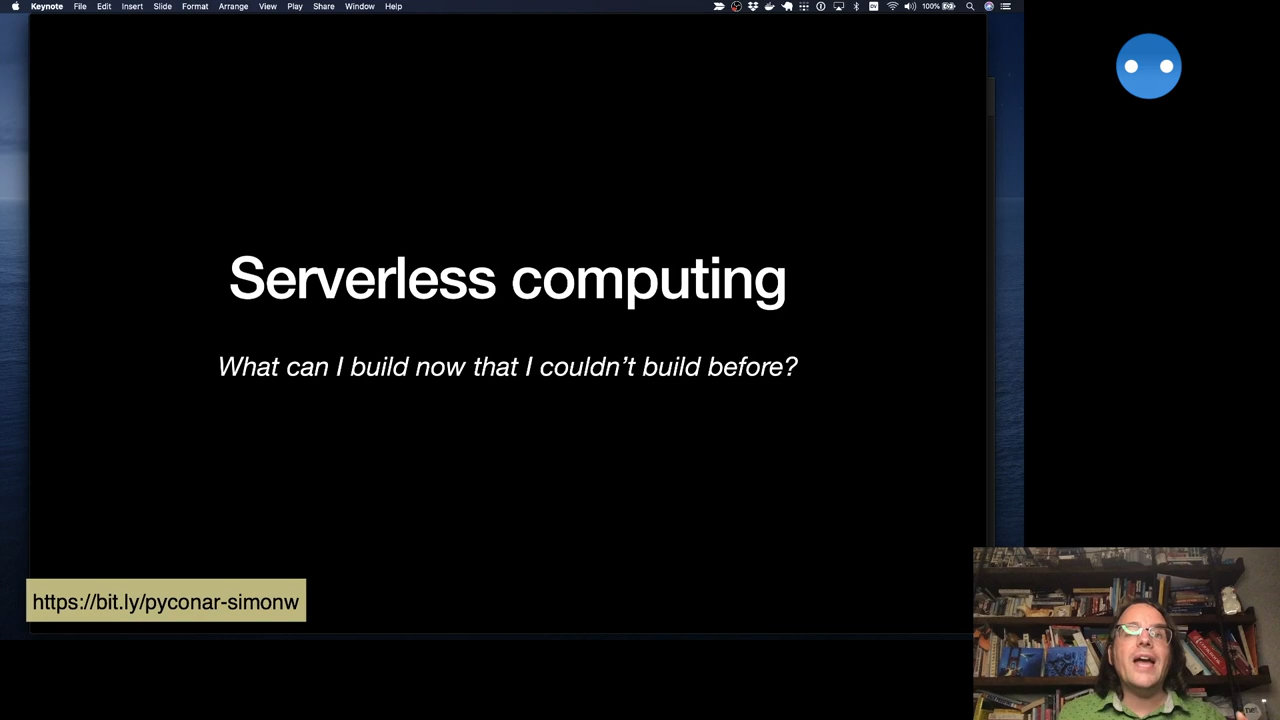 Keynote File Edit Insert Slide Format Arrange View Play Share Window Help 100%
Serverless computing
What can I build now that I couldn’t build before?
https://bit.ly/pyconar-simonw